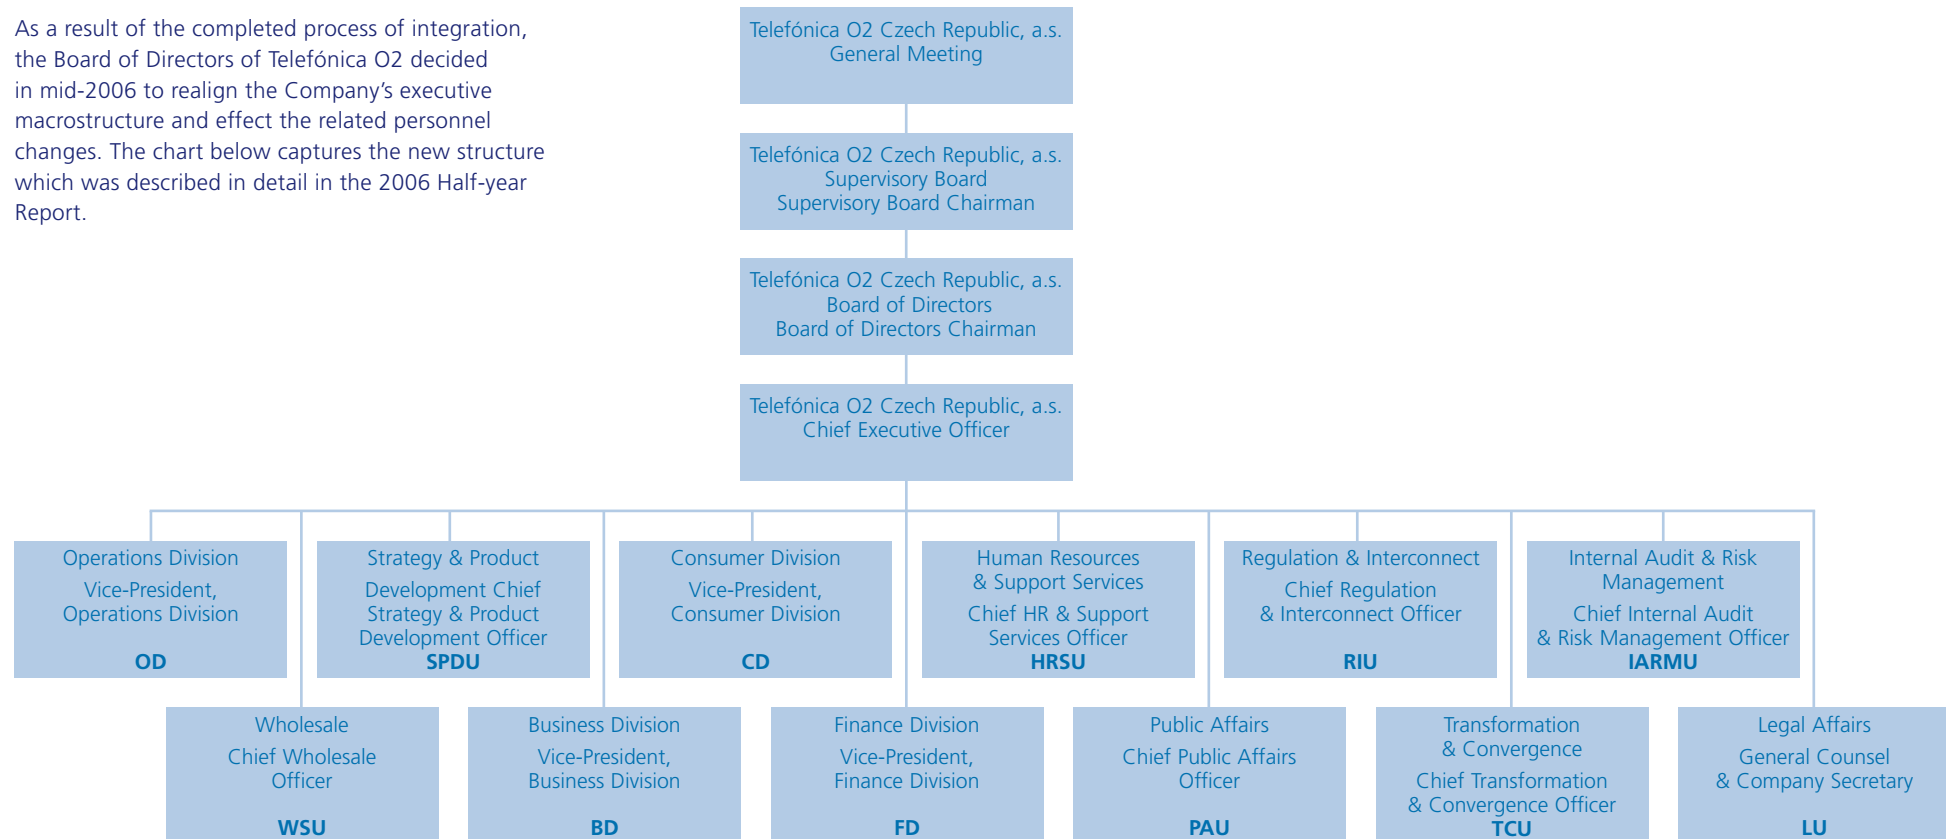 As a result of the completed process of integration,
the Board of Directors of Telefónica O2 decided
in mid-2006 to realign the Company’s executive
macrostructure and effect the related personnel
changes. The chart below captures the new structure
which was described in detail in the 2006 Half-year
Report.
Telefónica O2 Czech Republic, a.s.
General Meeting
Telefónica O2 Czech Republic, a.s.
Supervisory Board
Supervisory Board Chairman
Telefónica O2 Czech Republic, a.s.
Board of Directors
Board of Directors Chairman
Telefónica O2 Czech Republic, a.s.
Chief Executive Officer
Operations Division
Vice-President,
Operations Division
OD
Strategy & Product
Development Chief
Strategy & Product
Development Officer
SPDU
Consumer Division
Vice-President,
Consumer Division
CD
Human Resources
& Support Services
Chief HR & Support
Services Officer
HRSU
Regulation & Interconnect
Chief Regulation
& Interconnect Officer
RIU
Internal Audit & Risk
Management
Chief Internal Audit
& Risk Management Officer
IARMU
Wholesale
Chief Wholesale
Officer
WSU
Business Division
Vice-President,
Business Division
BD
Finance Division
Vice-President,
Finance Division
FD
Public Affairs
Chief Public Affairs
Officer
PAU
Transformation
& Convergence
Chief Transformation
& Convergence Officer
TCU
Legal Affairs
General Counsel
& Company Secretary
LU